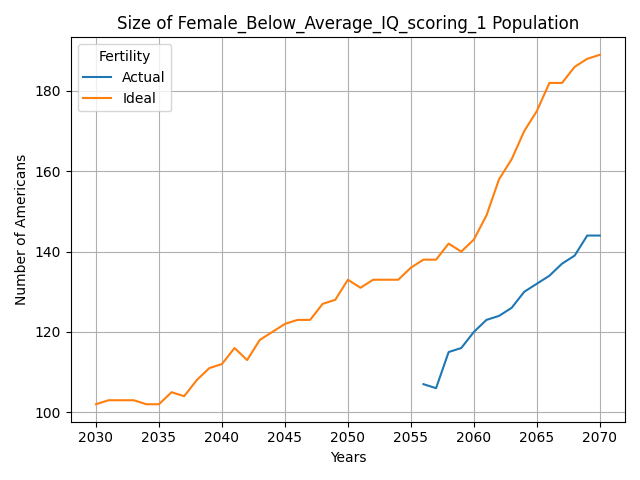 Size of Female_Below_Average_IQ_scoring_1 Population
Fertility
Actual
Ideal
180
160
140
120
100
Number of Americans
2030 2035 2040 2045 2050 2055 2060 2065 2070
Years